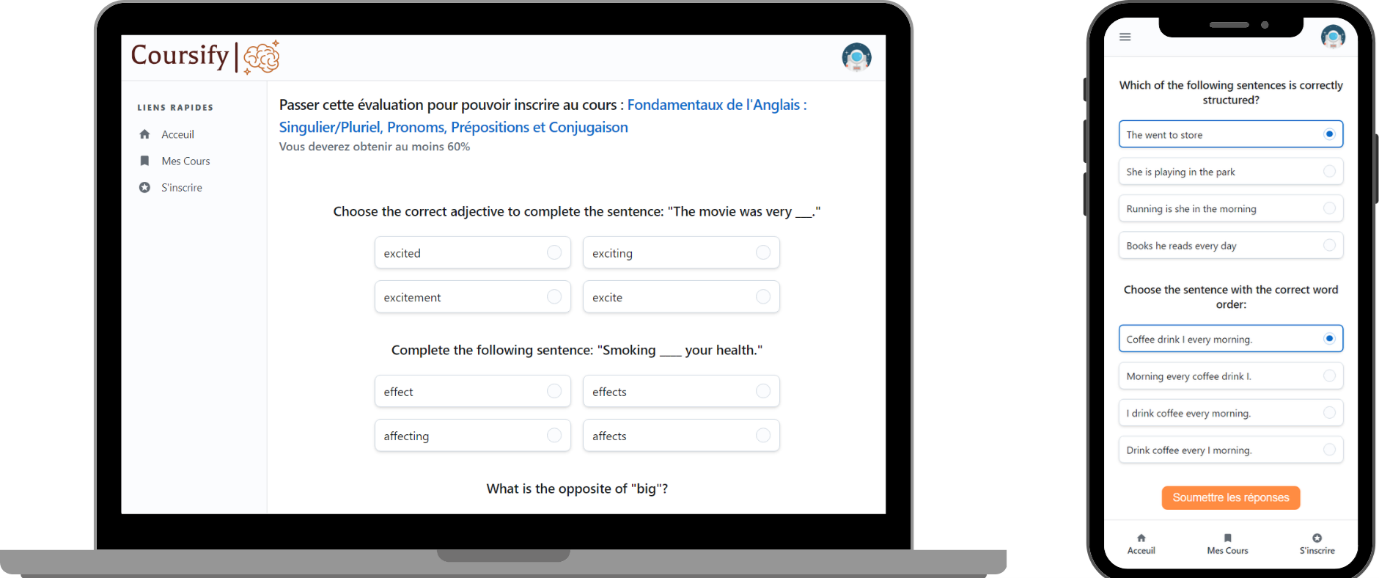 Coursify
LIENS RAPIDES
Acceuil
Mes Cours
S'inscrire
Passer cette évaluation pour pouvoir inscrire au cours : Fondamentaux de l'Anglais :
Singulier/Pluriel, Pronoms, Prépositions et Conjugaison
Vous deverez obtenir au moins 60%
Choose the correct adjective to complete the sentence: "The movie was very ___."
excited
exciting
excitement
excite
Complete the following sentence: "Smoking ___ your health."
effect
effects
affecting
affects
What is the opposite of "big"?
Which of the following sentences is correctly
structured?
The went to store
She is playing in the park
Running is she in the morning
Books he reads every day
Choose the sentence with the correct word
order:
Coffee drink I every morning.
Morning every coffee drink I.
I drink coffee every morning.
Drink coffee every I morning.
Soumettre les réponses
Acceuil
Mes Cours
S'inscrire